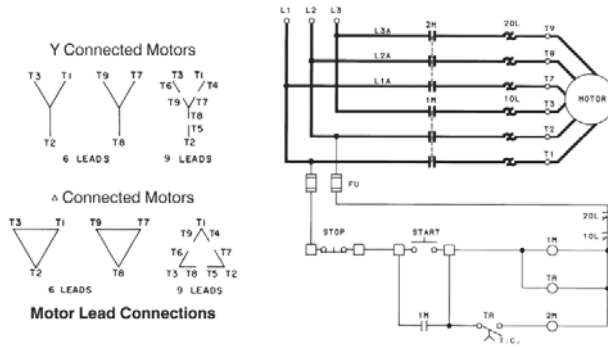 Y Connected Motors
T3 T1
T2
T9 T7
T8
6 LEADS
T3 T1
T6 T4
T9 T7
T8
T5
T2
9 LEADS
△ Connected Motors
T3 T1
T2
T9 T7
T8
6 LEADS
T1
T9 T4
T6 T7
T3 T8 T5 T2
9 LEADS
Motor Lead Connections
L1 L2 L3
L3A 2M 2OL T9
L2A T8
L1A T7
1M 1OL T3
T2
T1
MOTOR
FU
2OL
1OL
STOP START 1M
TR
1M TR 2M
T.C.